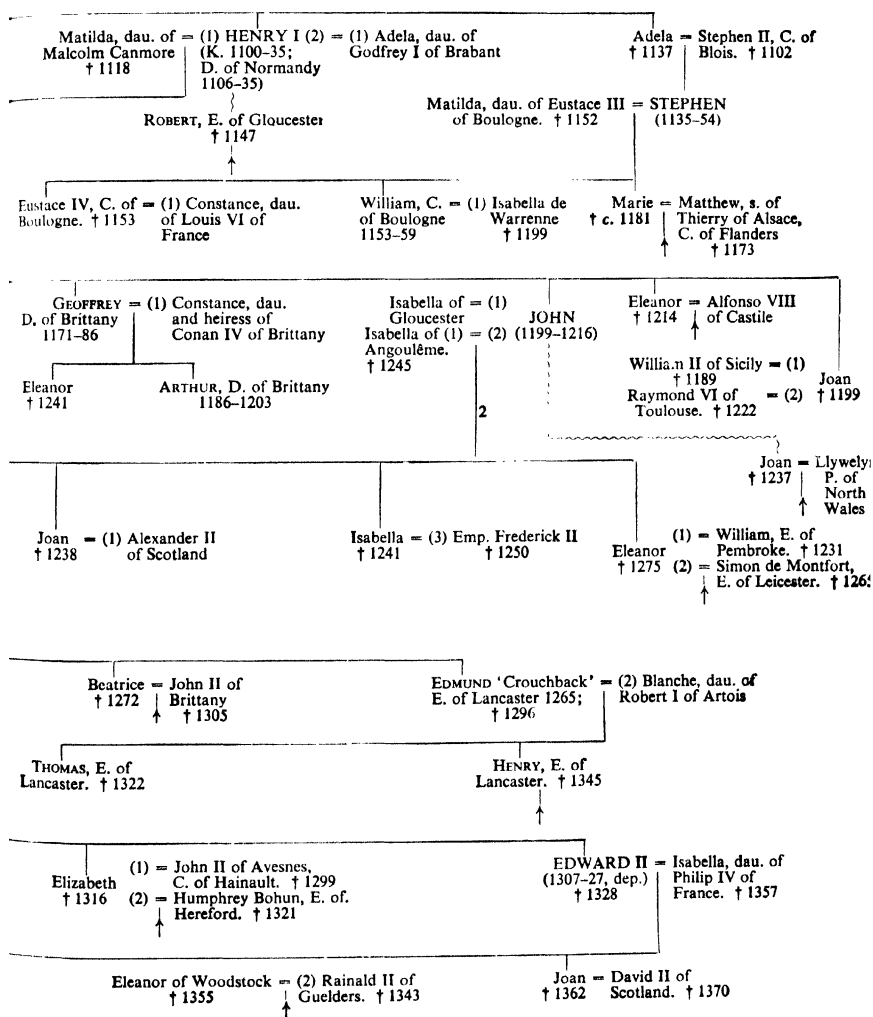 Matilda, dau. of = (1) HENRY I (2) = (1) Adela, dau. of
Malcolm Canmore
† 1118
(K. 1100–35;
D. of Normandy
1106–35)
Godfrey I of Brabant
Adela = Stephen II, C. of
† 1137
Blois. † 1102
ROBERT, E. of Gloucester
† 1147
Matilda, dau. of Eustace III = STEPHEN
of Boulogne. † 1152
(1135–54)
Eustace IV, C. of = (1) Constance, dau.
Boulogne. † 1153
of Louis VI of
France
William, C. = (1) Isabella de
of Boulogne
1153–59
Warrenne
† 1199
Marie = Matthew, s. of
† c. 1181
Thierry of Alsace,
C. of Flanders
† 1173
GEOFFREY = (1) Constance, dau.
D. of Brittany
1171–86
and heiress of
Conan IV of Brittany
Isabella of = (1)
Gloucester
JOHN
Isabella of (1) = (2) (1199–1216)
Angoulême.
† 1245
Eleanor = Alfonso VIII
† 1214
of Castile
William II of Sicily = (1)
† 1189
Joan
Raymond VI of = (2) † 1199
Toulouse. † 1222
Eleanor
† 1241
ARTHUR, D. of Brittany
1186–1203
2
Joan = Llywely
† 1237
P. of
North
Wales
Joan = (1) Alexander II
† 1238
of Scotland
Isabella = (3) Emp. Frederick II
† 1241
† 1250
Eleanor
† 1275
(1) = William, E. of
Pembroke. † 1231
(2) = Simon de Montfort,
E. of Leicester. † 1265
Beatrice = John II of
† 1272
Brittany
† 1305
EDMUND 'Crouchback' = (2) Blanche, dau. of
E. of Lancaster 1265;
† 1296
Robert I of Artois
THOMAS, E. of
Lancaster. † 1322
HENRY, E. of
Lancaster. † 1345
Elizabeth
† 1316
(1) = John II of Avesnes,
C. of Hainault. † 1299
(2) = Humphrey Bohun, E. of.
Hereford. † 1321
EDWARD II = Isabella, dau. of
(1307–27, dep.)
† 1328
Philip IV of
France. † 1357
Eleanor of Woodstock = (2) Rainald II of
† 1355
Guelders. † 1343
Joan = David II of
† 1362
Scotland. † 1370